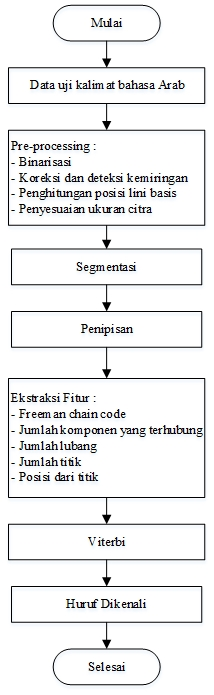 Mulai
Data uji kalimat bahasa Arab
Pre-processing :
- Binarisasi
- Koreksi dan deteksi kemiringan
- Penghitungan posisi lini basis
- Penyesuaian ukuran citra
Segmentasi
Penipisan
Ekstraksi Fitur :
- Freeman chain code
- Jumlah komponen yang terhubung
- Jumlah lubang
- Jumlah titik
- Posisi dari titik
Viterbi
Huruf Dikenali
Selesai